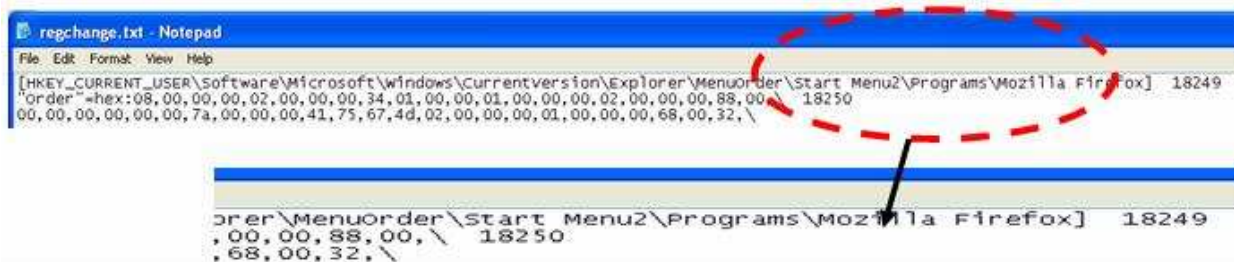 regchange.txt - Notepad
File Edit Format View Help
[HKEY_CURRENT_USER\Software\Microsoft\Windows\CurrentVersion\Explorer\MenuOrder\Start Menu2\Programs\Mozilla Firefox] 18249
"Order"=hex:08,00,00,00,02,00,00,00,34,01,00,00,01,00,00,00,02,00,00,00,88,00,\ 18250
00,00,00,00,00,00,7a,00,00,00,41,75,67,4d,02,00,00,00,01,00,00,00,68,00,32,\
orer\MenuOrder\Start Menu2\Programs\Mozilla Firefox] 18249
,00,00,88,00,\ 18250
,68,00,32,\